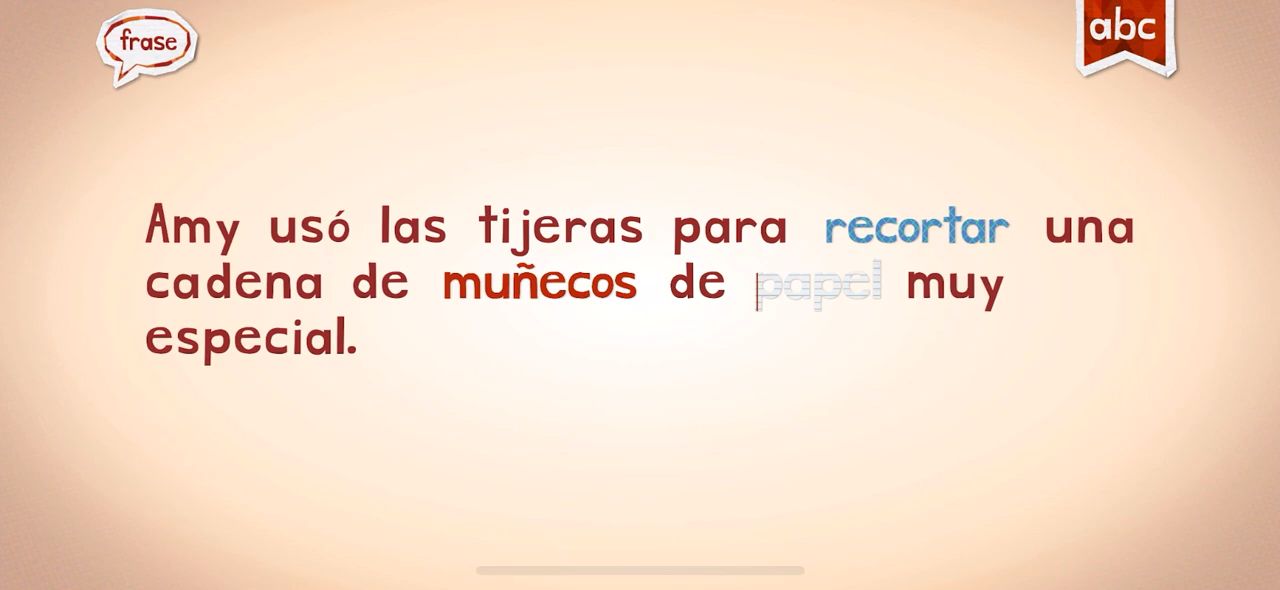 frase
abc
Amy usó las tijeras para recortar una
cadena de muñecos de papel muy
especial.